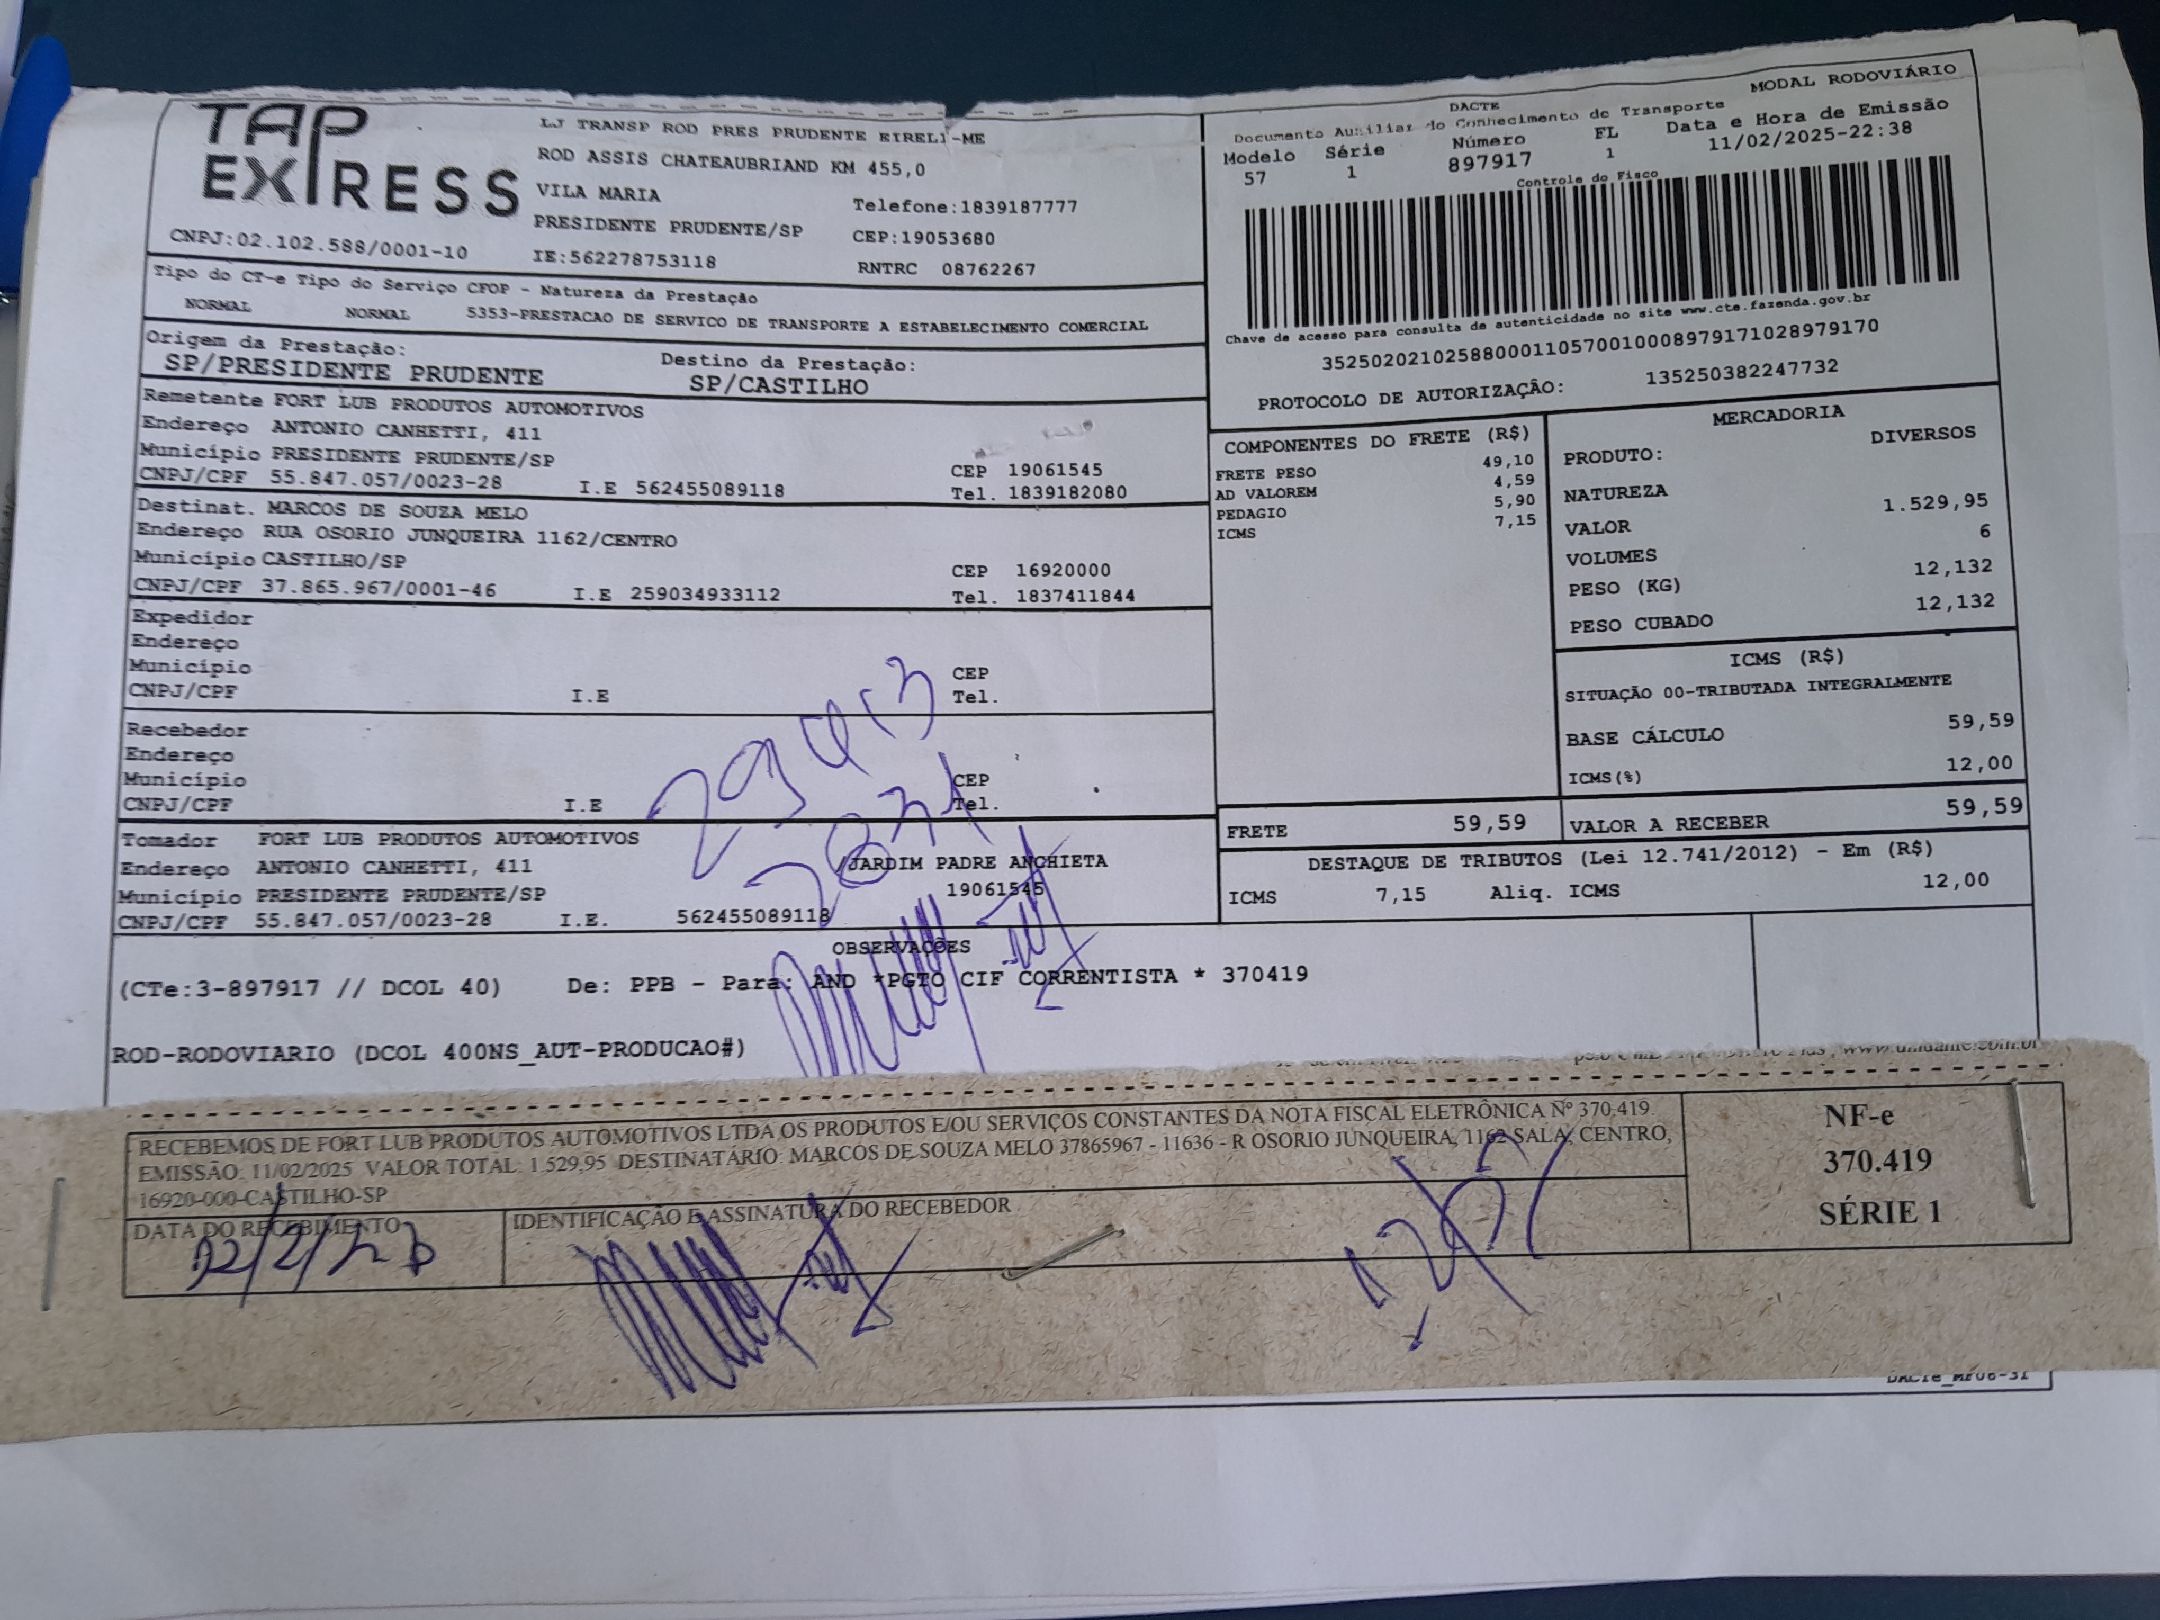 TAP EXPRESS
LJ TRANSP ROD PRES PRUDENTE EIRELI-ME
ROD ASSIS CHATEAUBRIAND KM 455,0
VILA MARIA
Telefone:1839187777
PRESIDENTE PRUDENTE/SP CEP:19053680
CNPJ:02.102.588/0001-10 IE:562278753118 RNTRC 08762267
Tipo do CT-e Tipo do Serviço CFOP - Natureza da Prestação
NORMAL NORMAL 5353-PRESTACAO DE SERVICO DE TRANSPORTE A ESTABELECIMENTO COMERCIAL
Origem da Prestação: Destino da Prestação:
SP/PRESIDENTE PRUDENTE SP/CASTILHO
Remetente FORT LUB PRODUTOS AUTOMOTIVOS
Endereço ANTONIO CANHETTI, 411
Município PRESIDENTE PRUDENTE/SP CEP 19061545
CNPJ/CPF 55.847.057/0023-28 I.E 562455089118 Tel. 1839182080
Destinat. MARCOS DE SOUZA MELO
Endereço RUA OSORIO JUNQUEIRA 1162/CENTRO
Município CASTILHO/SP CEP 16920000
CNPJ/CPF 37.865.967/0001-46 I.E 259034933112 Tel. 1837411844
Expedidor
Endereço
Município CEP
CNPJ/CPF I.E Tel.
Recebedor
Endereço
Município CEP
CNPJ/CPF I.E Tel.
Tomador FORT LUB PRODUTOS AUTOMOTIVOS
Endereço ANTONIO CANHETTI, 411 /JARDIM PADRE ANCHIETA
Município PRESIDENTE PRUDENTE/SP 19061545
CNPJ/CPF 55.847.057/0023-28 I.E. 562455089118
MODAL RODOVIÁRIO
DACTE
Documento Auxiliar do Conhecimento de Transporte
Modelo Série Número FL Data e Hora de Emissão
57 1 897917 1 11/02/2025-22:38
Controle do Fisco
Chave de acesso para consulta de autenticidade no site www.cte.fazenda.gov.br
35250202102588000110570010008979171028979170
PROTOCOLO DE AUTORIZAÇÃO: 135250382247732
COMPONENTES DO FRETE (R$)
FRETE PESO 49,10
AD VALOREM 4,59
PEDAGIO 5,90
ICMS 7,15
MERCADORIA
PRODUTO: DIVERSOS
NATUREZA
VALOR 1.529,95
VOLUMES 6
PESO (KG) 12,132
PESO CUBADO 12,132
ICMS (R$)
SITUAÇÃO 00-TRIBUTADA INTEGRALMENTE
BASE CÁLCULO 59,59
ICMS(%) 12,00
FRETE 59,59 VALOR A RECEBER 59,59
DESTAQUE DE TRIBUTOS (Lei 12.741/2012) - Em (R$)
ICMS 7,15 Aliq. ICMS 12,00
OBSERVAÇÕES
(CTe:3-897917 // DCOL 40) De: PPB - Para: AND *PGTO CIF CORRENTISTA * 370419
ROD-RODOVIARIO (DCOL 400NS_AUT-PRODUCAO#)
RECEBEMOS DE FORT LUB PRODUTOS AUTOMOTIVOS LTDA OS PRODUTOS E/OU SERVIÇOS CONSTANTES DA NOTA FISCAL ELETRÔNICA Nº 370.419.
EMISSÃO: 11/02/2025 VALOR TOTAL: 1.529,95 DESTINATÁRIO: MARCOS DE SOUZA MELO 37865967 - 11636 - R OSORIO JUNQUEIRA, 1162 SALA, CENTRO,
16920-000-CASTILHO-SP
DATA DO RECEBIMENTO IDENTIFICAÇÃO E ASSINATURA DO RECEBEDOR
NF-e
370.419
SÉRIE 1